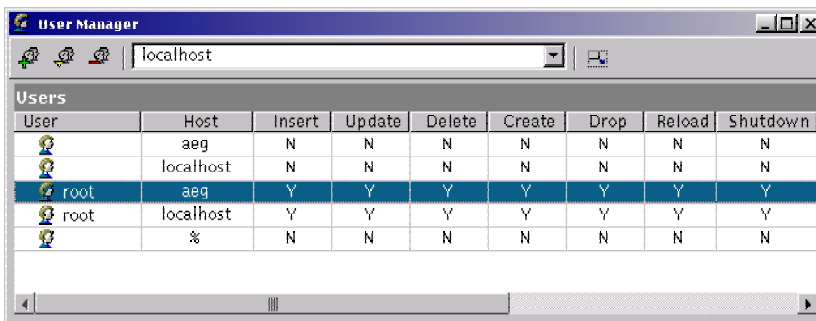 User Manager
localhost
Users
User Host Insert Update Delete Create Drop Reload Shutdown
aeg N N N N N N N
localhost N N N N N N N
root aeg Y Y Y Y Y Y Y
root localhost Y Y Y Y Y Y Y
% N N N N N N N